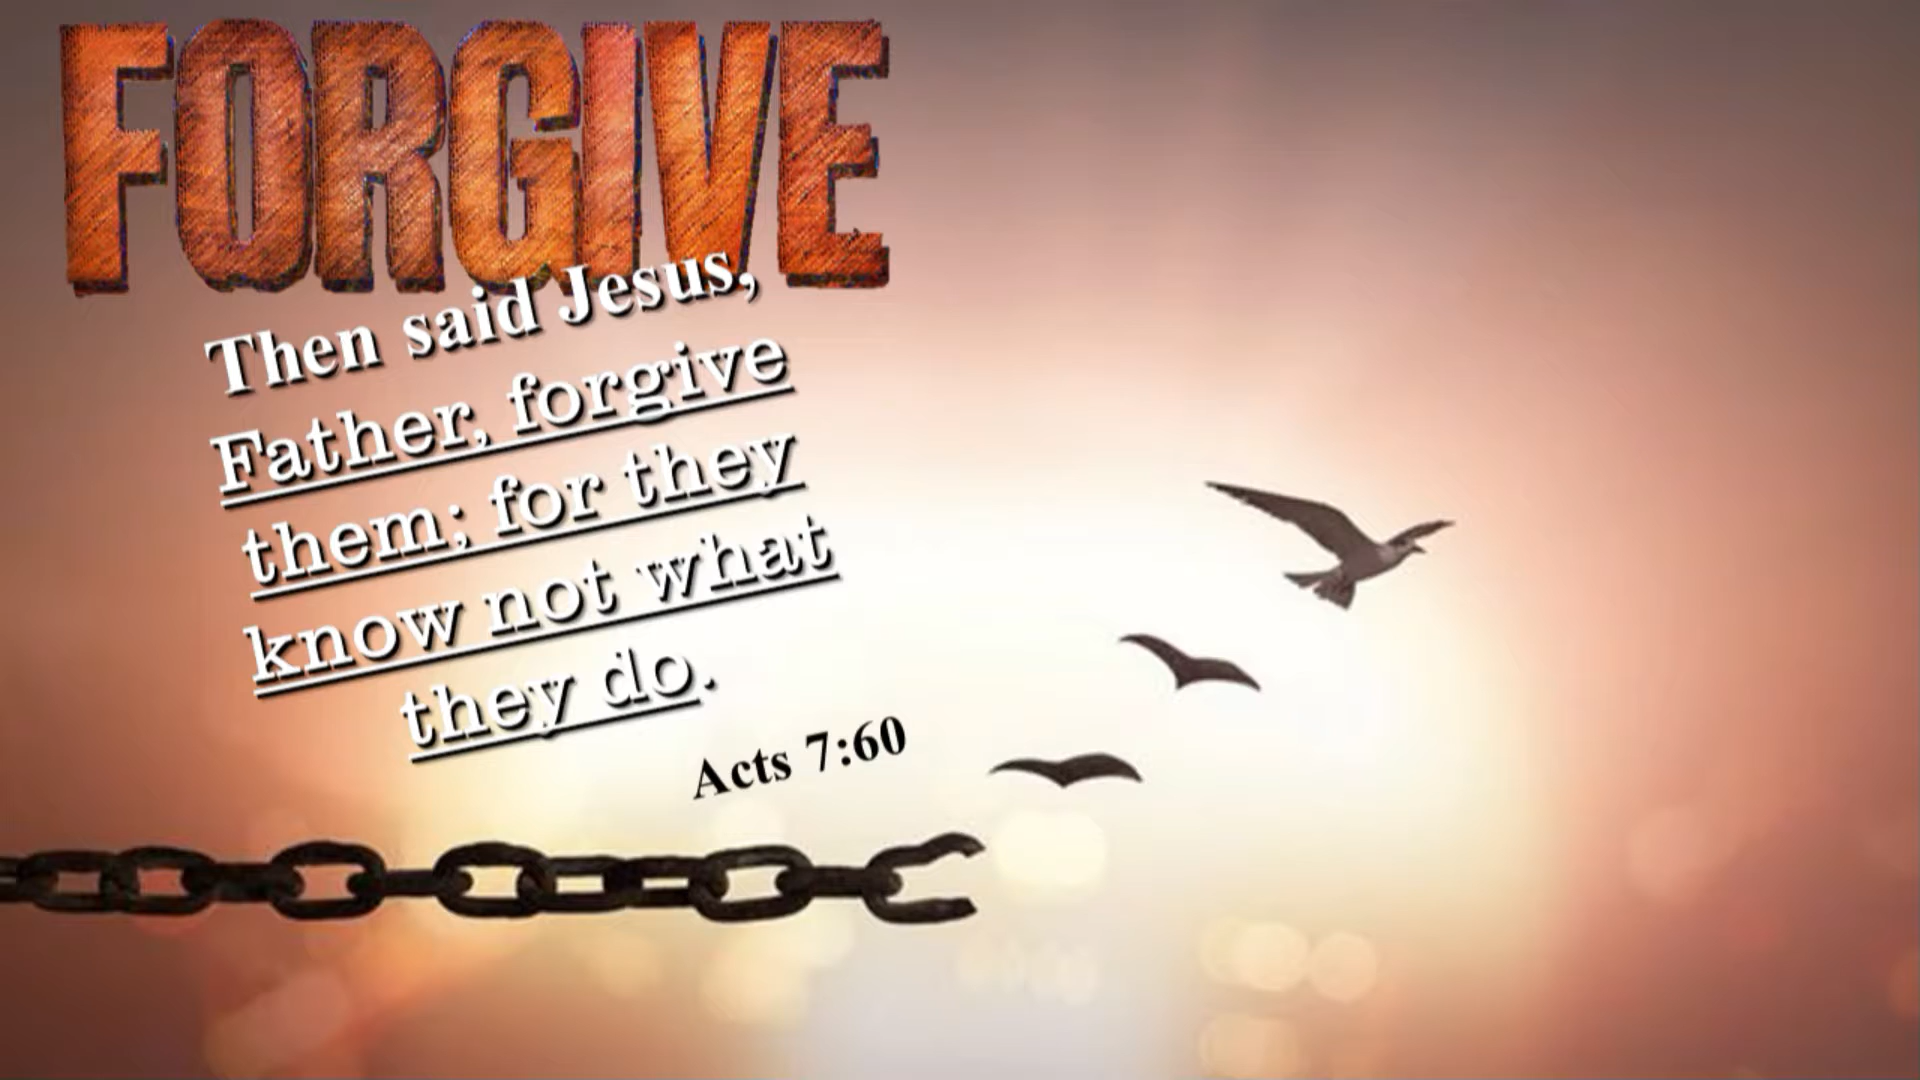 FORGIVE
Then said Jesus,
Father, forgive
them; for they
know not what
they do.
Acts 7:60